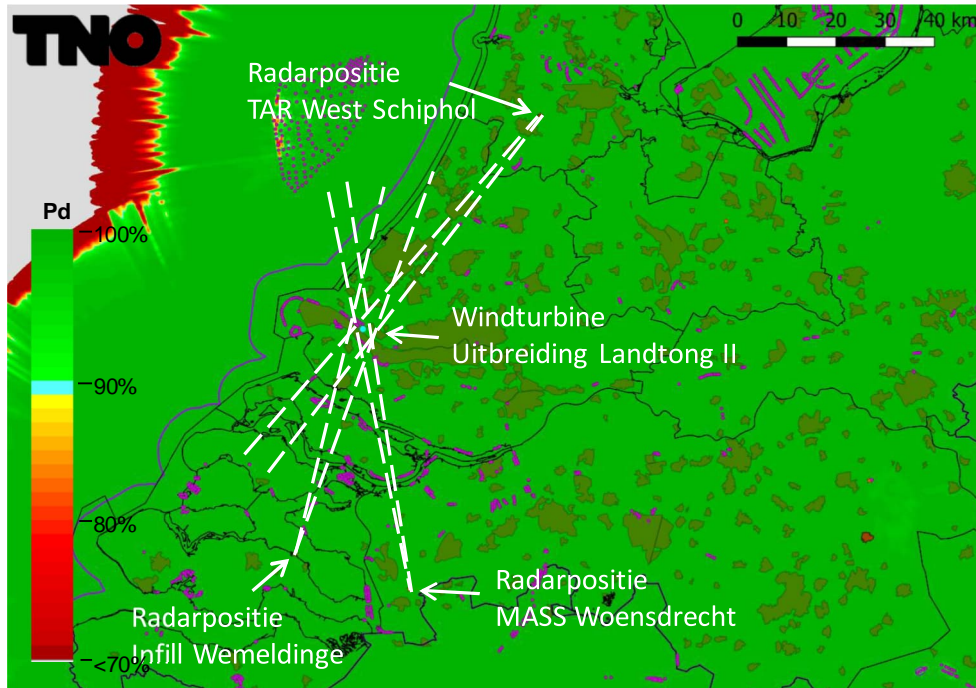 TNO
0 10 20 30 40 km
Radarpositie
TAR West Schiphol
Pd
100%
Windturbine
Uitbreiding Landtong II
90%
80%
Radarpositie
MASS Woensdrecht
Radarpositie
Infill Wemeldinge
<70%